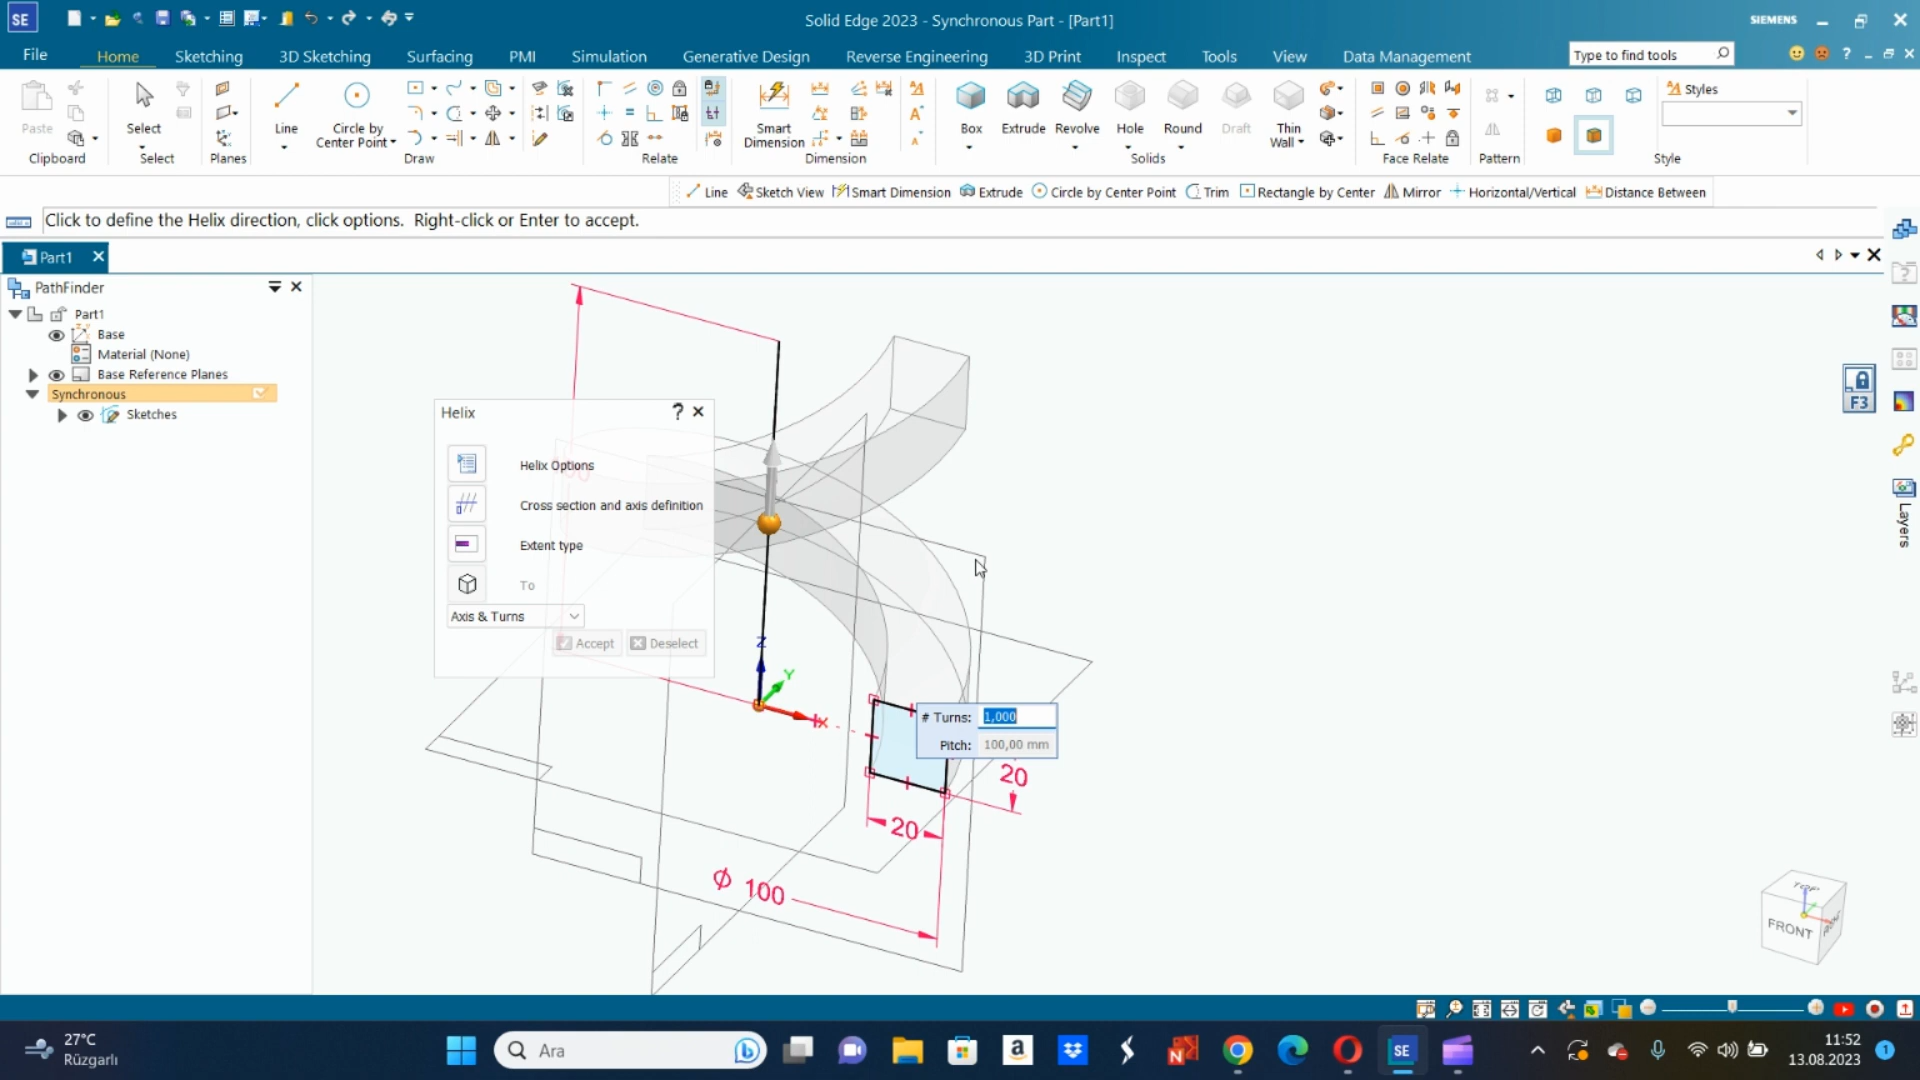 SE
Solid Edge 2023 - Synchronous Part - [Part1]
SIEMENS
File
Home
Sketching
3D Sketching
Surfacing
PMI
Simulation
Generative Design
Reverse Engineering
3D Print
Inspect
Tools
View
Data Management
Type to find tools
Paste
Clipboard
Select
Select
Planes
Line
Circle by
Center Point
Draw
Relate
Smart
Dimension
Dimension
Box
Extrude
Revolve
Hole
Round
Draft
Thin
Wall
Solids
Face Relate
Pattern
Styles
Style
Line
Sketch View
Smart Dimension
Extrude
Circle by Center Point
Trim
Rectangle by Center
Mirror
Horizontal/Vertical
Distance Between
Click to define the Helix direction, click options.  Right-click or Enter to accept.
Part1
PathFinder
Part1
Base
Material (None)
Base Reference Planes
Synchronous
Sketches
F3
Layers
Helix
?
Helix Options
Cross section and axis definition
Extent type
To
Axis & Turns
Accept
Deselect
Z
Y
X
# Turns: 1,000
Pitch: 100,00 mm
20
20
Φ 100
TOP
FRONT
27°C
Rüzgarlı
Ara
SE
11:52
13.08.2023
1